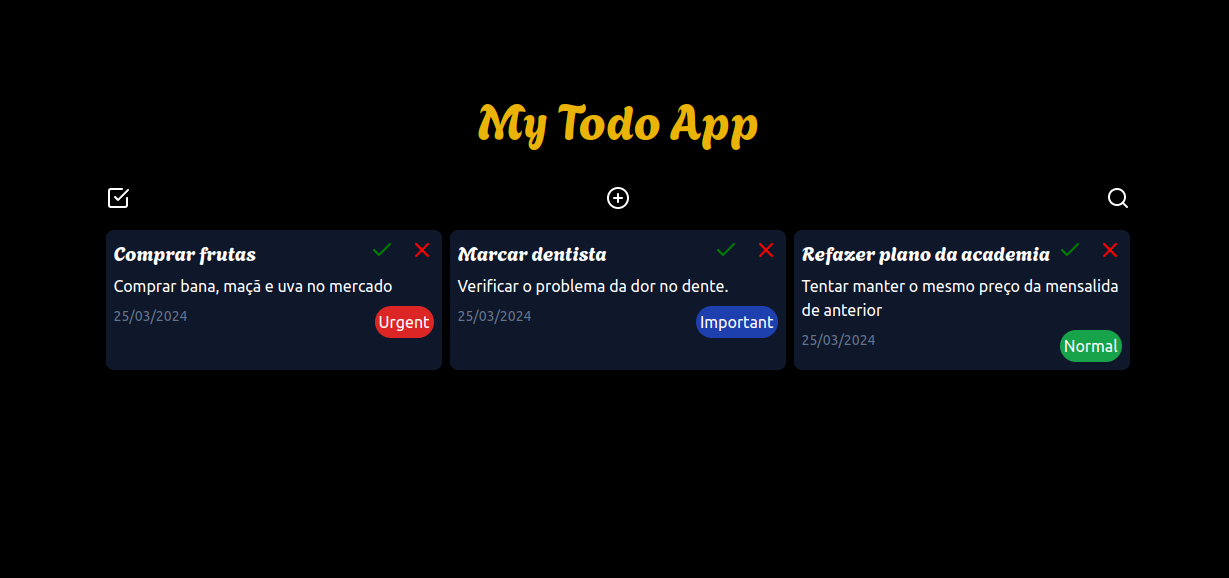 My Todo App
Comprar frutas
Comprar bana, maçã e uva no mercado
25/03/2024
Urgent
Marcar dentista
Verificar o problema da dor no dente.
25/03/2024
Important
Refazer plano da academia
Tentar manter o mesmo preço da mensalida
de anterior
25/03/2024
Normal